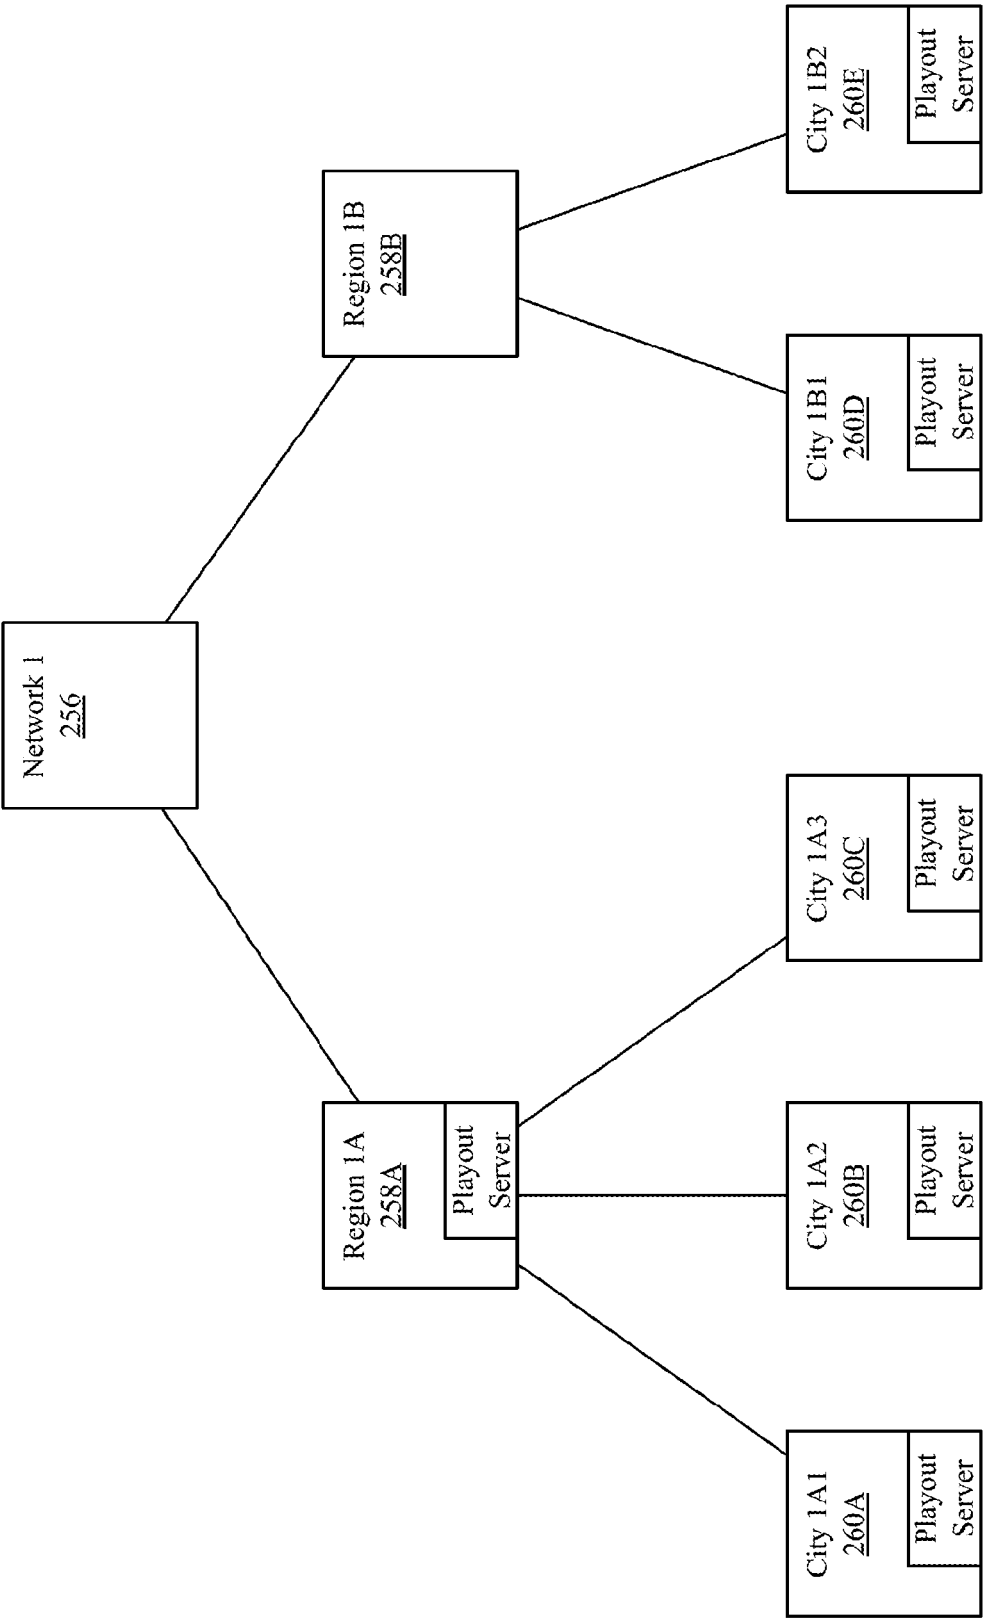 Network 1
256
Region 1A
258A
Playout
Server
Region 1B
258B
City 1A1
260A
Playout
Server
City 1A2
260B
Playout
Server
City 1A3
260C
Playout
Server
City 1B1
260D
Playout
Server
City 1B2
260E
Playout
Server